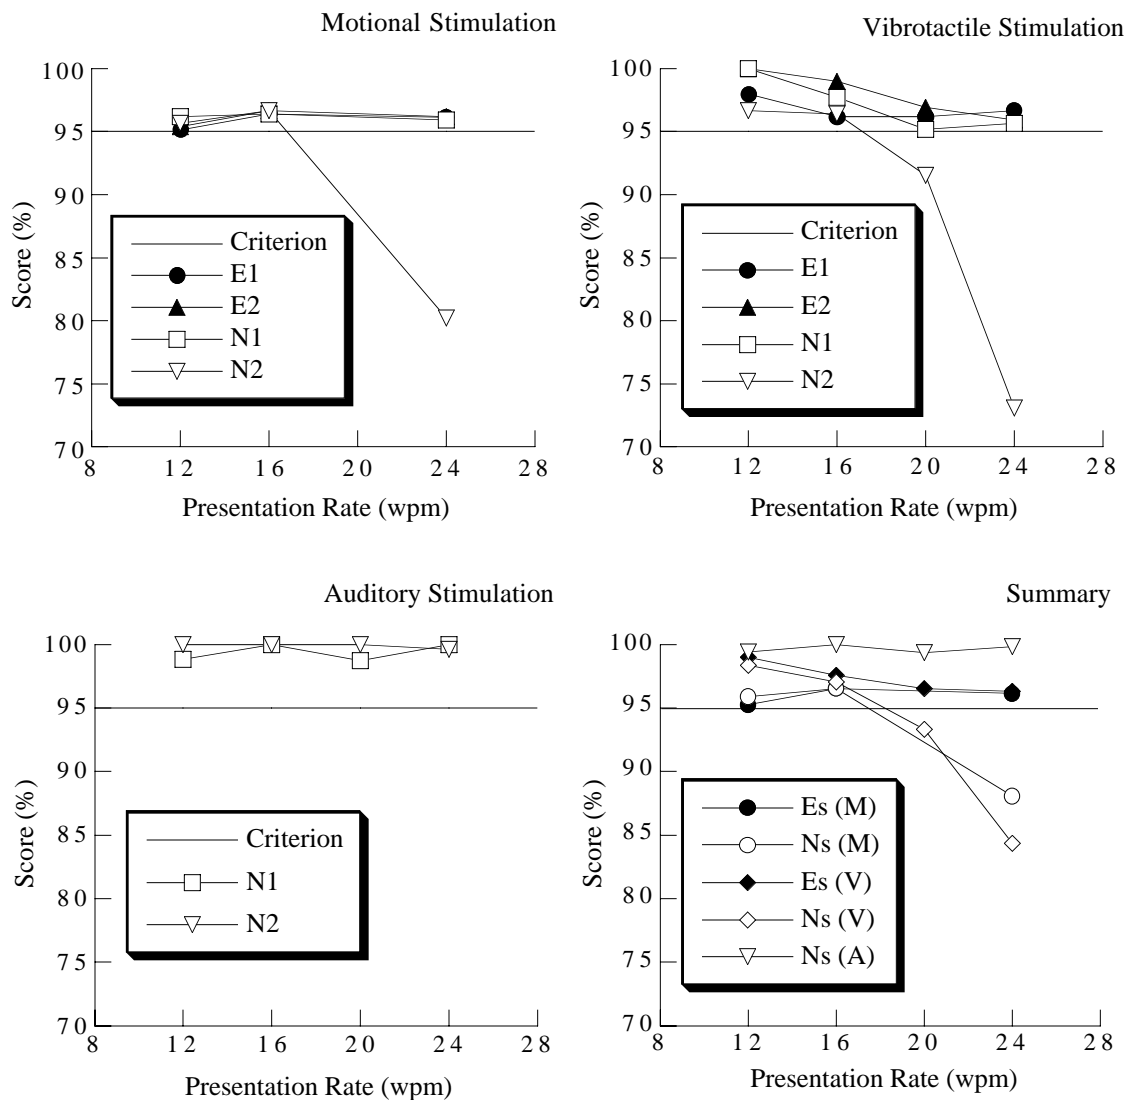 Motional Stimulation
100
95
90
85
80
75
70
Score (%)
Criterion
E1
E2
N1
N2
8 12 16 20 24 28
Presentation Rate (wpm)
Vibrotactile Stimulation
100
95
90
85
80
75
70
Score (%)
Criterion
E1
E2
N1
N2
8 12 16 20 24 28
Presentation Rate (wpm)
Auditory Stimulation
100
95
90
85
80
75
70
Score (%)
Criterion
N1
N2
8 12 16 20 24 28
Presentation Rate (wpm)
Summary
100
95
90
85
80
75
70
Score (%)
Es (M)
Ns (M)
Es (V)
Ns (V)
Ns (A)
8 12 16 20 24 28
Presentation Rate (wpm)